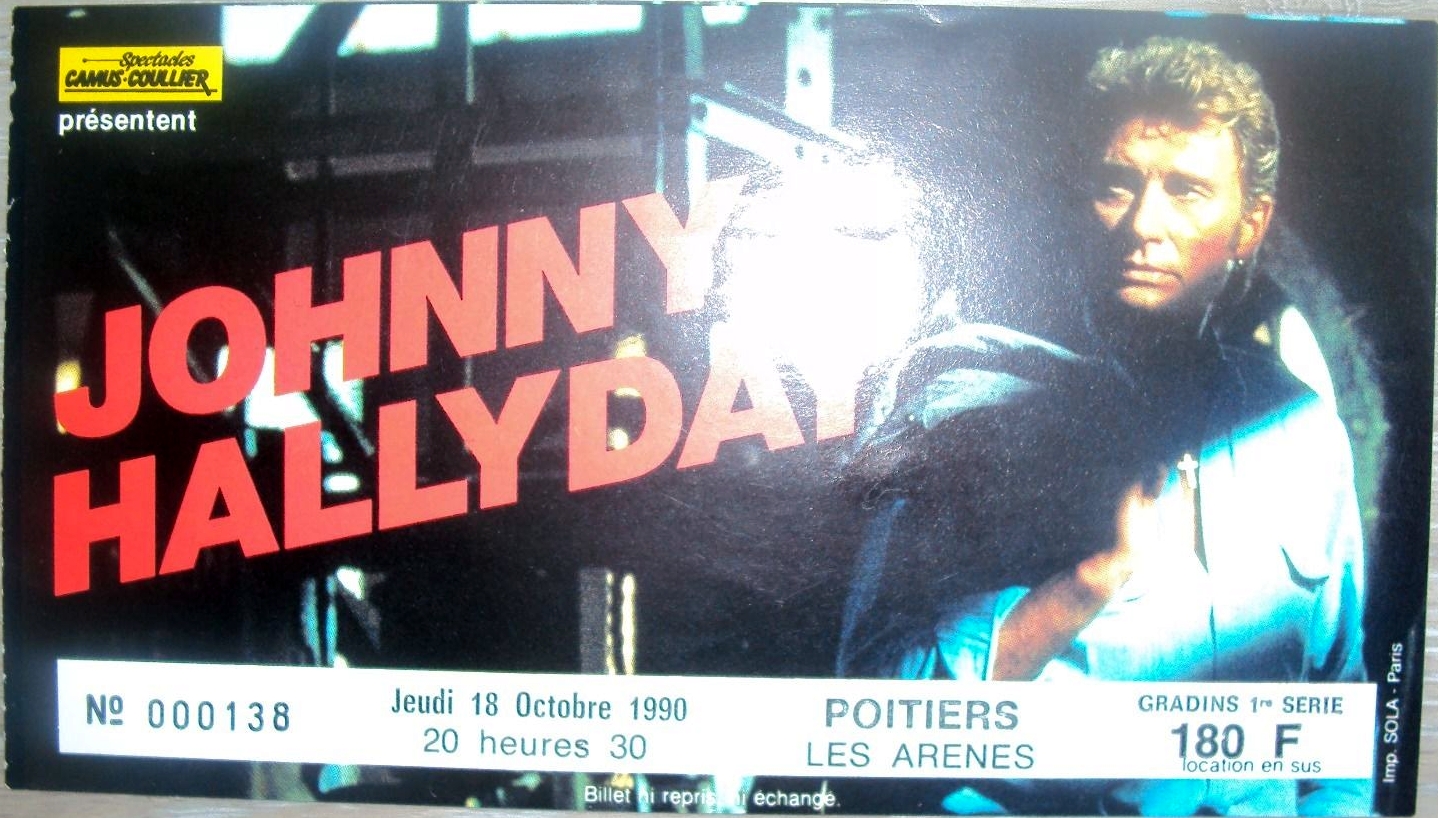 Spectacles
CAMUS-COULLIER
présentent
JOHNNY
HALLYDAY
Nº 000138
Jeudi 18 Octobre 1990
20 heures 30
POITIERS
LES ARENES
GRADINS 1re SERIE
180 F
location en sus
Billet ni repris ni échangé.
Imp. SOLA - Paris